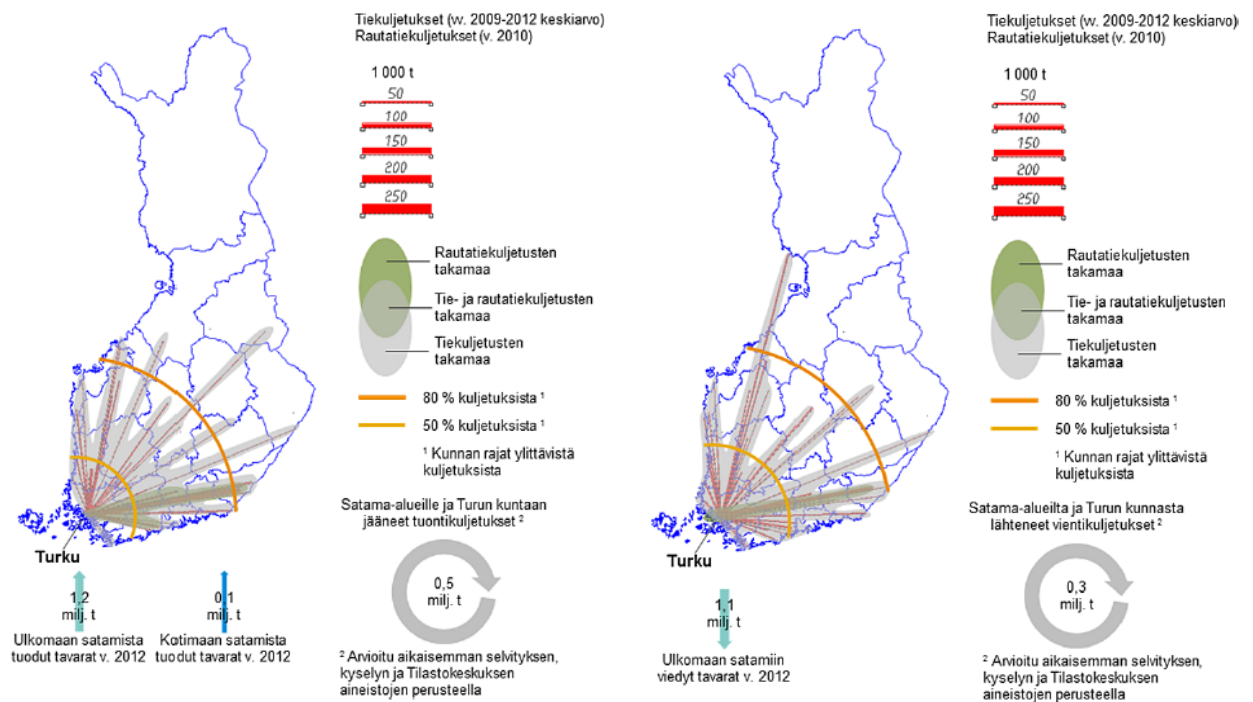 Tiekuljetukset (vv. 2009-2012 keskiarvo)
Rautatiekuljetukset (v. 2010)
1 000 t
50
100
150
200
250
Rautatiekuljetusten
takamaa
Tie- ja rautatiekuljetusten
takamaa
Tiekuljetusten
takamaa
80 % kuljetuksista ¹
50 % kuljetuksista ¹
¹ Kunnan rajat ylittävistä
kuljetuksista
Satama-alueille ja Turun kuntaan
jääneet tuontikuljetukset ²
0,5
milj. t
² Arvioitu aikaisemman selvityksen,
kyselyn ja Tilastokeskuksen
aineistojen perusteella
Turku
1,2
milj. t
Ulkomaan satamista
tuodut tavarat v. 2012
0,1
milj. t
Kotimaan satamista
tuodut tavarat v. 2012
Tiekuljetukset (vv. 2009-2012 keskiarvo)
Rautatiekuljetukset (v. 2010)
1 000 t
50
100
150
200
250
Rautatiekuljetusten
takamaa
Tie- ja rautatiekuljetusten
takamaa
Tiekuljetusten
takamaa
80 % kuljetuksista ¹
50 % kuljetuksista ¹
¹ Kunnan rajat ylittävistä
kuljetuksista
Satama-alueilta ja Turun kunnasta
lähteneet vientikuljetukset ²
0,3
milj. t
² Arvioitu aikaisemman selvityksen,
kyselyn ja Tilastokeskuksen
aineistojen perusteella
Turku
1,1
milj. t
Ulkomaan satamiin
viedyt tavarat v. 2012